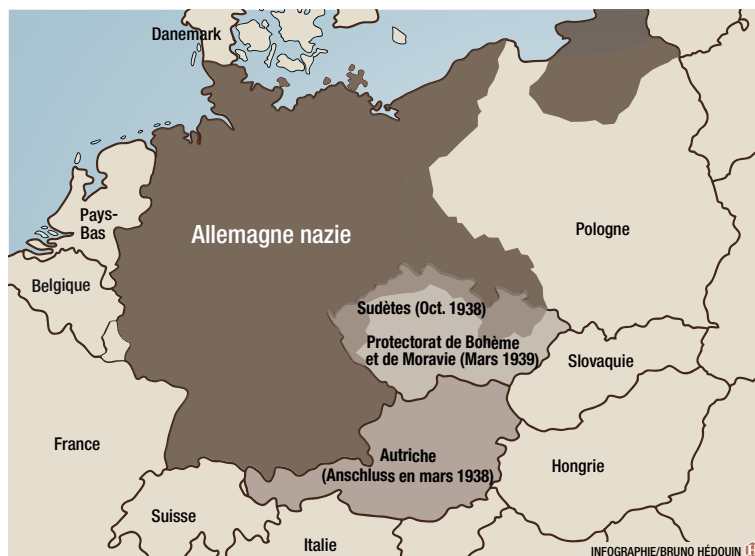 Danemark
Pays-
Bas
Allemagne nazie
Pologne
Belgique
Sudètes (Oct. 1938)
Protectorat de Bohème
et de Moravie (Mars 1939)
Slovaquie
France
Autriche
(Anschluss en mars 1938)
Hongrie
Suisse
Italie
INFOGRAPHIE/BRUNO HÉDOUIN